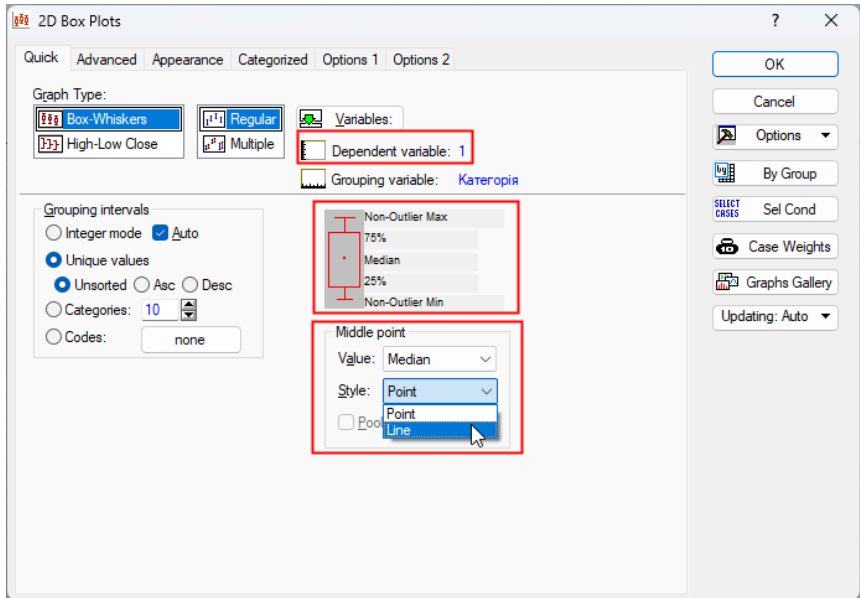 2D Box Plots
?
Quick Advanced Appearance Categorized Options 1 Options 2
OK
Graph Type:
Cancel
Box-Whiskers
Regular
Variables:
High-Low Close
Multiple
Dependent variable: 1
Options
Grouping variable: Категорія
By Group
Grouping intervals
Integer mode Auto
Unique values
Unsorted Asc Desc
Categories: 10
Codes: none
Non-Outlier Max
75%
Median
25%
Non-Outlier Min
SELECT
CASES
Sel Cond
Case Weights
Graphs Gallery
Updating: Auto
Middle point
Value: Median
Style: Point
Point
Line